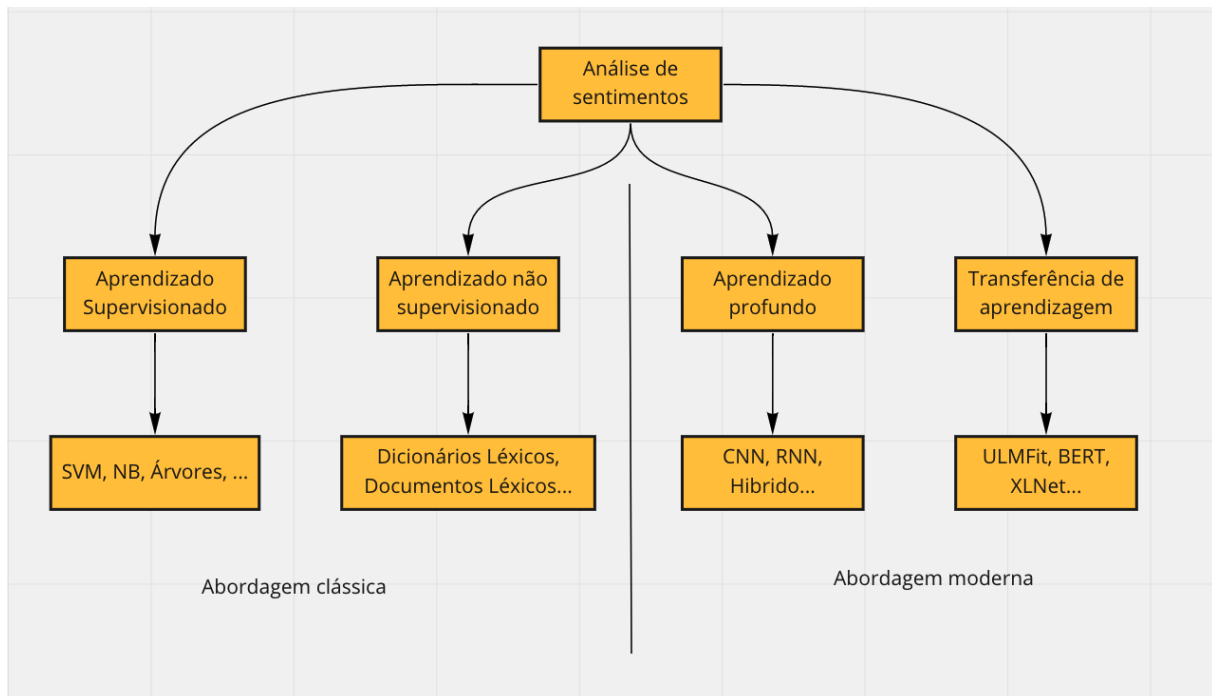 Análise de
sentimentos
Aprendizado
Supervisionado
Aprendizado não
supervisionado
Aprendizado
profundo
Transferência de
aprendizagem
SVM, NB, Árvores, ...
Dicionários Léxicos,
Documentos Léxicos...
CNN, RNN,
Hibrido...
ULMFit, BERT,
XLNet...
Abordagem clássica
Abordagem moderna